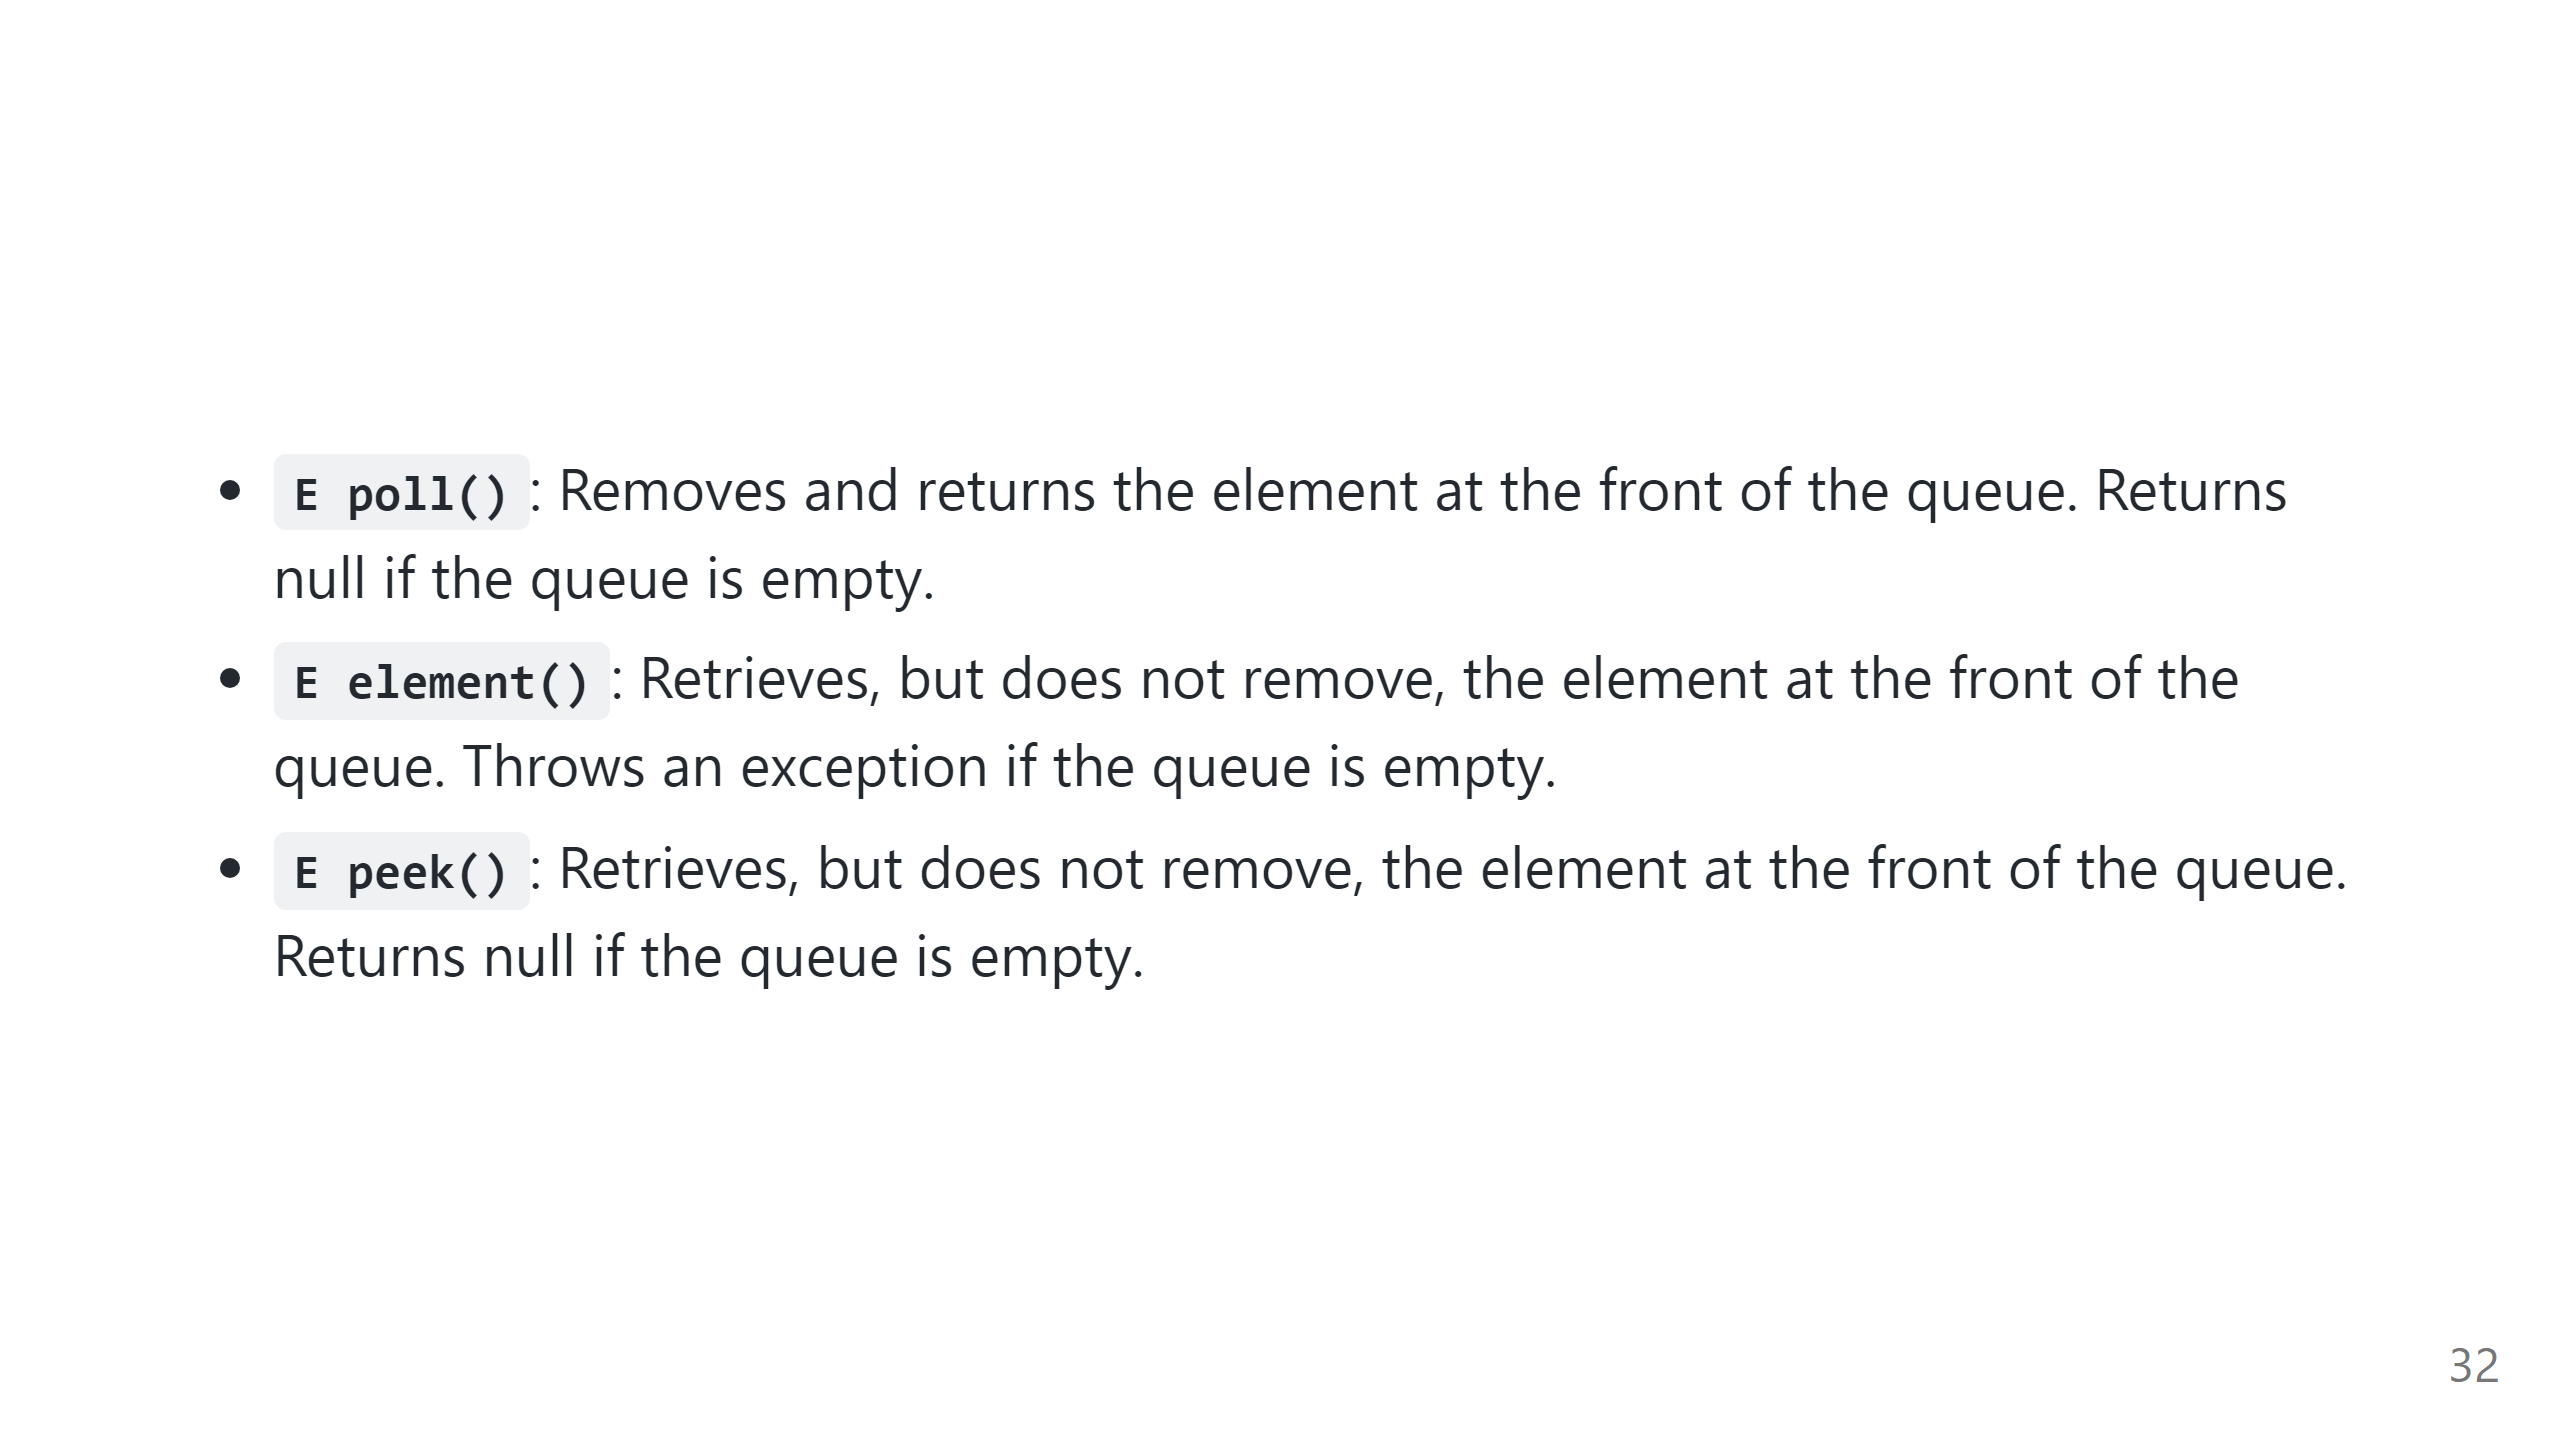 • E poll(): Removes and returns the element at the front of the queue. Returns
null if the queue is empty.
• E element(): Retrieves, but does not remove, the element at the front of the
queue. Throws an exception if the queue is empty.
• E peek(): Retrieves, but does not remove, the element at the front of the queue.
Returns null if the queue is empty.
32